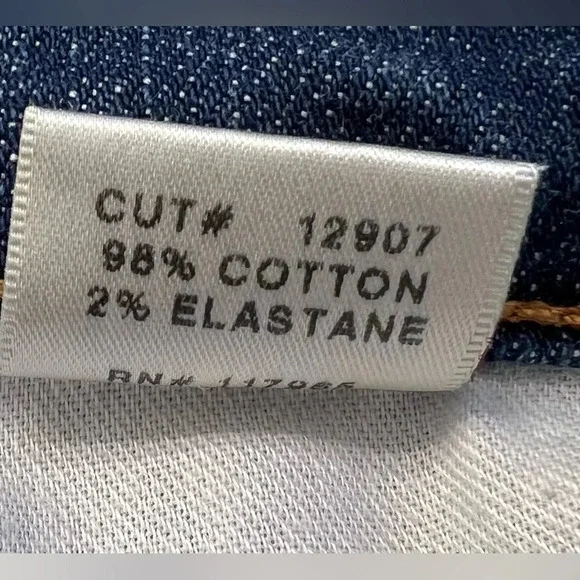 CUT# 12907
98% COTTON
2% ELASTANE
RN#